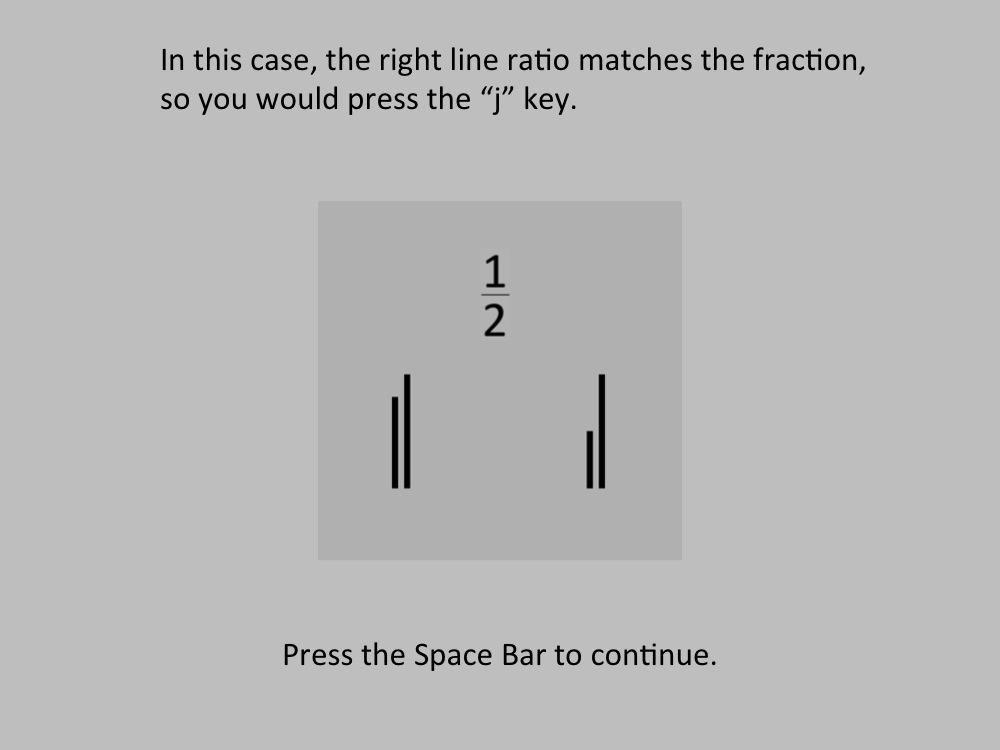 In this case, the right line ratio matches the fraction,
so you would press the “j” key.
1
2
Press the Space Bar to continue.